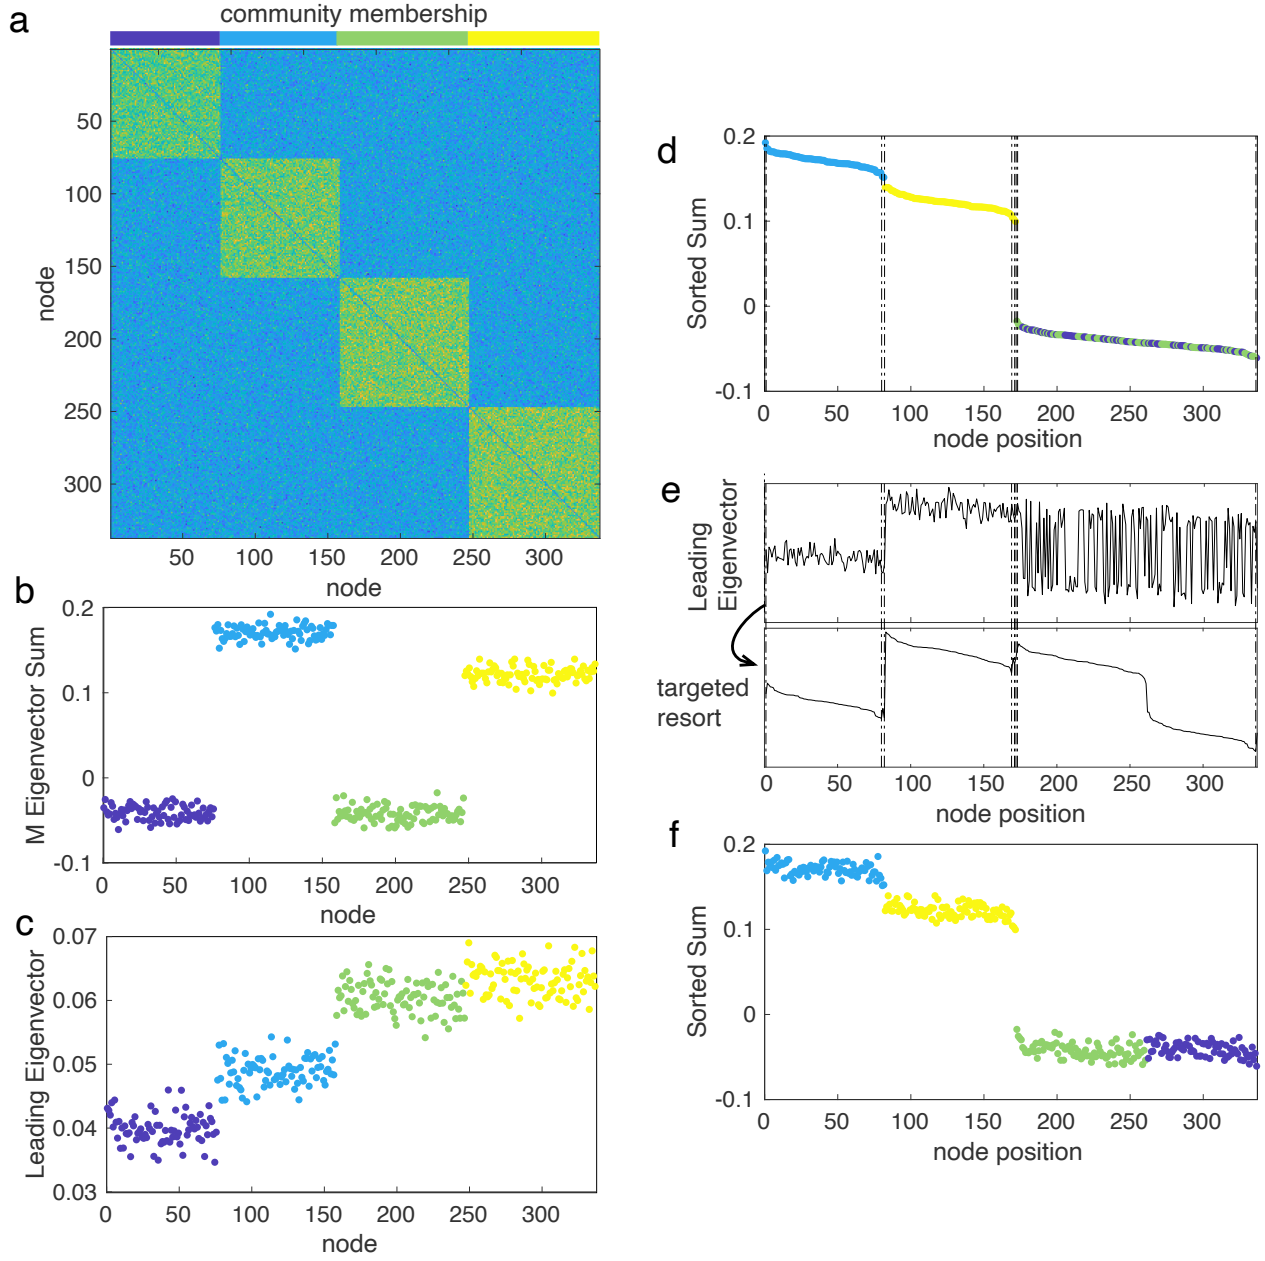 a
community membership
50
100
150
200
250
300
node
50 100 150 200 250 300
node
b
0.2
0.1
0
-0.1
M Eigenvector Sum
0 50 100 150 200 250 300
node
c
0.07
0.06
0.05
0.04
0.03
Leading Eigenvector
0 50 100 150 200 250 300
node
d
0.2
0.1
0
-0.1
Sorted Sum
0 50 100 150 200 250 300
node position
e
Leading
Eigenvector
targeted
resort
0 50 100 150 200 250 300
node position
f
0.2
0.1
0
-0.1
Sorted Sum
0 50 100 150 200 250 300
node position